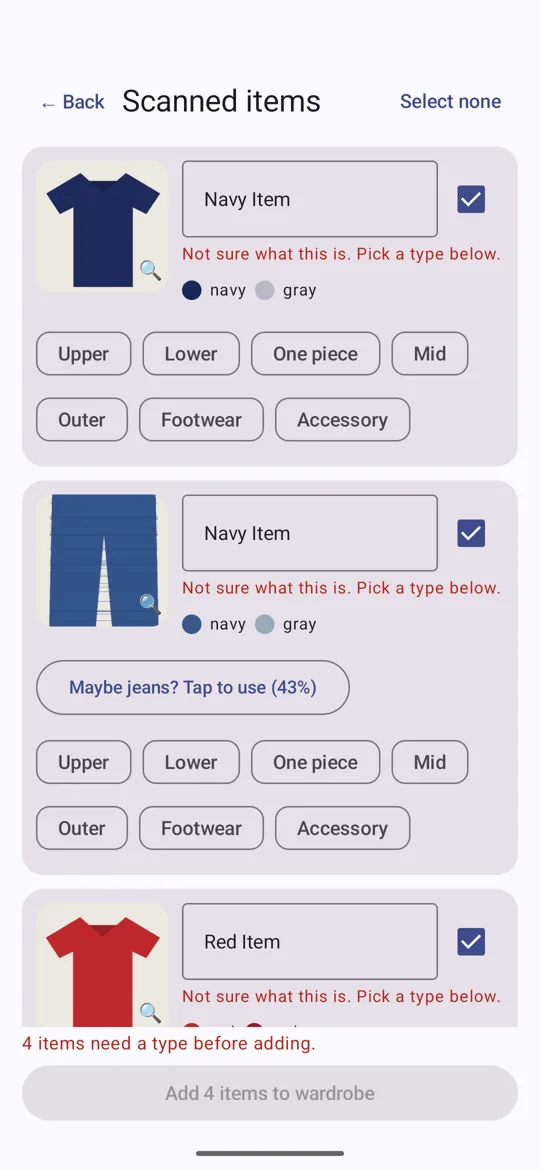 ← Back Scanned items Select none
Navy Item
Not sure what this is. Pick a type below.
navy gray
Upper Lower One piece Mid
Outer Footwear Accessory
Navy Item
Not sure what this is. Pick a type below.
navy gray
Maybe jeans? Tap to use (43%)
Upper Lower One piece Mid
Outer Footwear Accessory
Red Item
Not sure what this is. Pick a type below.
4 items need a type before adding.
Add 4 items to wardrobe